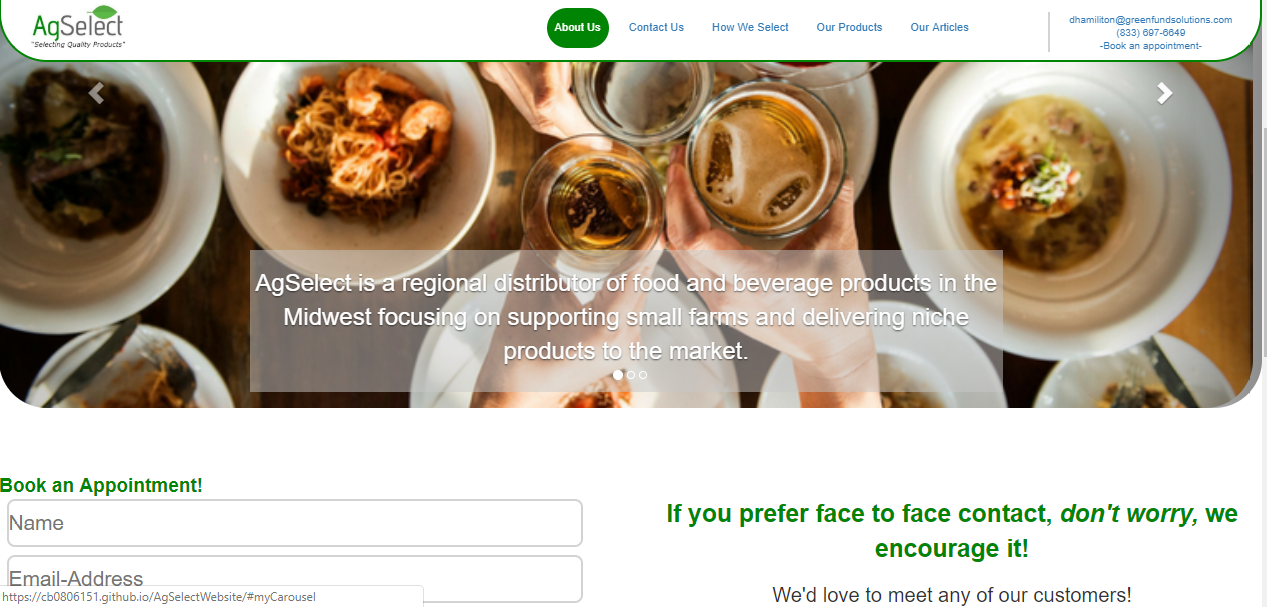 AgSelect
"Selecting Quality Products"
About Us
Contact Us
How We Select
Our Products
Our Articles
dhamiliton@greenfundsolutions.com
(833) 697-6649
-Book an appointment-
AgSelect is a regional distributor of food and beverage products in the
Midwest focusing on supporting small farms and delivering niche
products to the market.
Book an Appointment!
Name
Email-Address
If you prefer face to face contact, don't worry, we
encourage it!
We'd love to meet any of our customers!
https://cb0806151.github.io/AgSelectWebsite/#myCarousel